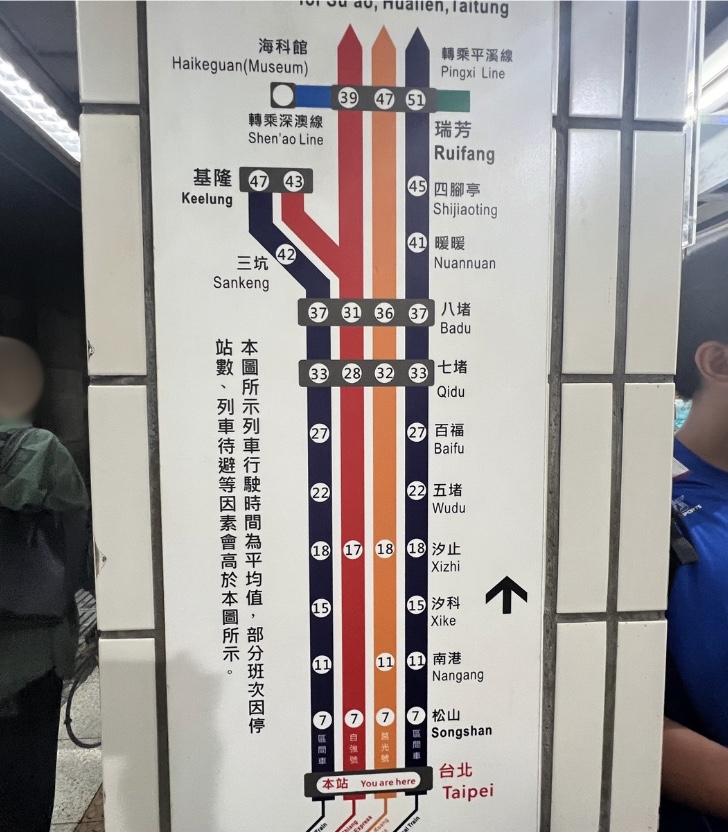 for Su'ao, Hualien,Taitung
海科館
Haikeguan(Museum)
轉乘平溪線
Pingxi Line
39 47 51
轉乘深澳線
Shen'ao Line
瑞芳
Ruifang
基隆
Keelung
47 43
45 四腳亭
Shijiaoting
42
三坑
Sankeng
41 暖暖
Nuannuan
37 31 36 37 八堵
Badu
33 28 32 33 七堵
Qidu
27 27 百福
Baifu
22 22 五堵
Wudu
18 17 18 18 汐止
Xizhi
15 15 汐科
Xike
11 11 11 南港
Nangang
7 7 7 7 松山
Songshan
本圖所示列車行駛時間為平均值，部分班次因停
站數、列車待避等因素會高於本圖所示。
區間車
自強號
莒光號
區間車
本站 You are here
台北
Taipei
Train
Express